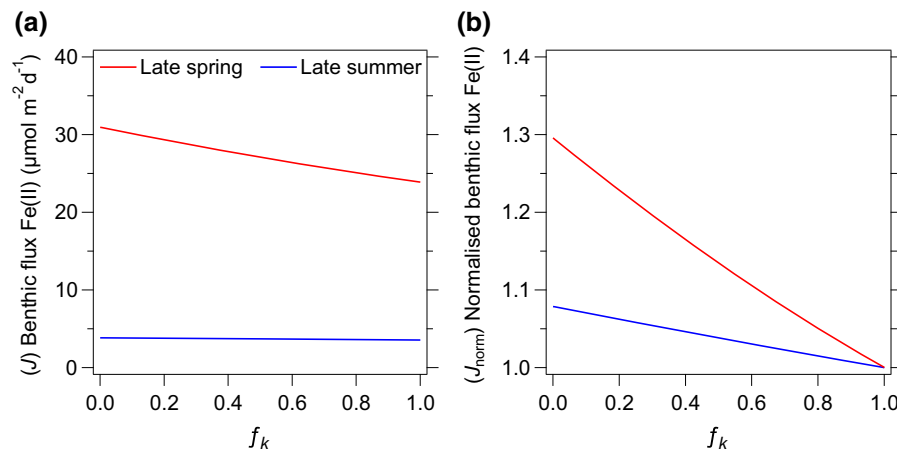 (a)
(J) Benthic flux Fe(II) (μmol m⁻² d⁻¹)
40
30
20
10
0
Late spring
Late summer
0.0 0.2 0.4 0.6 0.8 1.0
fₖ
(b)
(Jnorm) Normalised benthic flux Fe(II)
1.4
1.3
1.2
1.1
1.0
0.0 0.2 0.4 0.6 0.8 1.0
fₖ